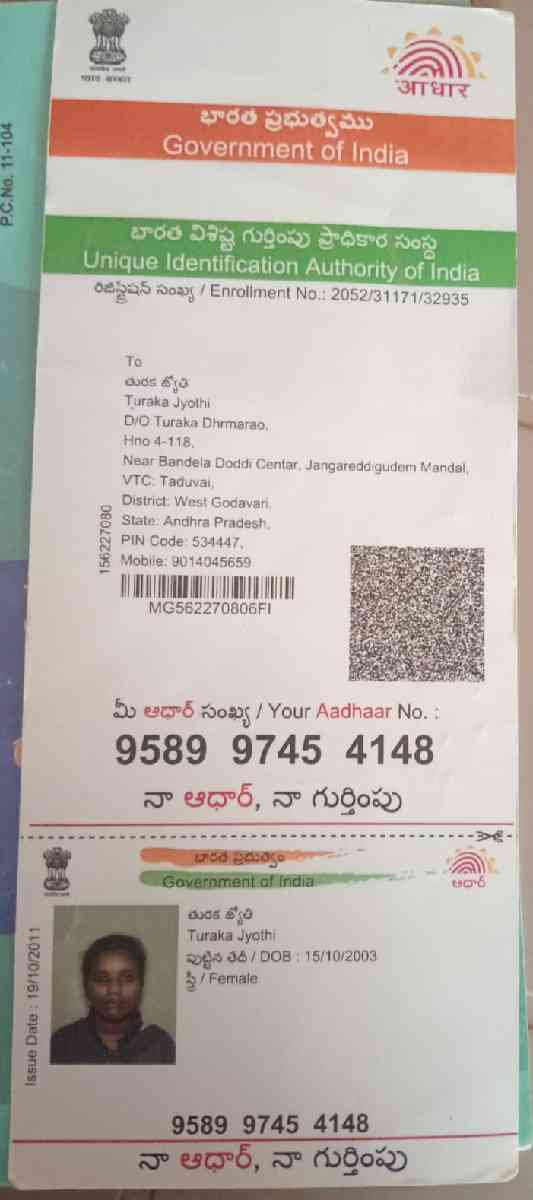 P.C.No. 11-104
भारत सरकार
आधार
భారత ప్రభుత్వము
Government of India
భారత విశిష్ట గుర్తింపు ప్రాధికార సంస్థ
Unique Identification Authority of India
రిజిస్ట్రేషన్ సంఖ్య / Enrollment No.: 2052/31171/32935
To
తురక జ్యోతి
Turaka Jyothi
D/O Turaka Dhrmarao,
Hno 4-118,
Near Bandela Doddi Centar, Jangareddigudem Mandal,
VTC: Taduvai,
District: West Godavari,
State: Andhra Pradesh,
PIN Code: 534447,
Mobile: 9014045659
156227080
MG562270806FI
మీ ఆధార్ సంఖ్య / Your Aadhaar No. :
9589 9745 4148
నా ఆధార్, నా గుర్తింపు
భారత ప్రభుత్వం
Government of India
ఆధార్
తురక జ్యోతి
Turaka Jyothi
పుట్టిన తేదీ / DOB : 15/10/2003
స్త్రీ / Female
Issue Date : 19/10/2011
9589 9745 4148
నా ఆధార్, నా గుర్తింపు